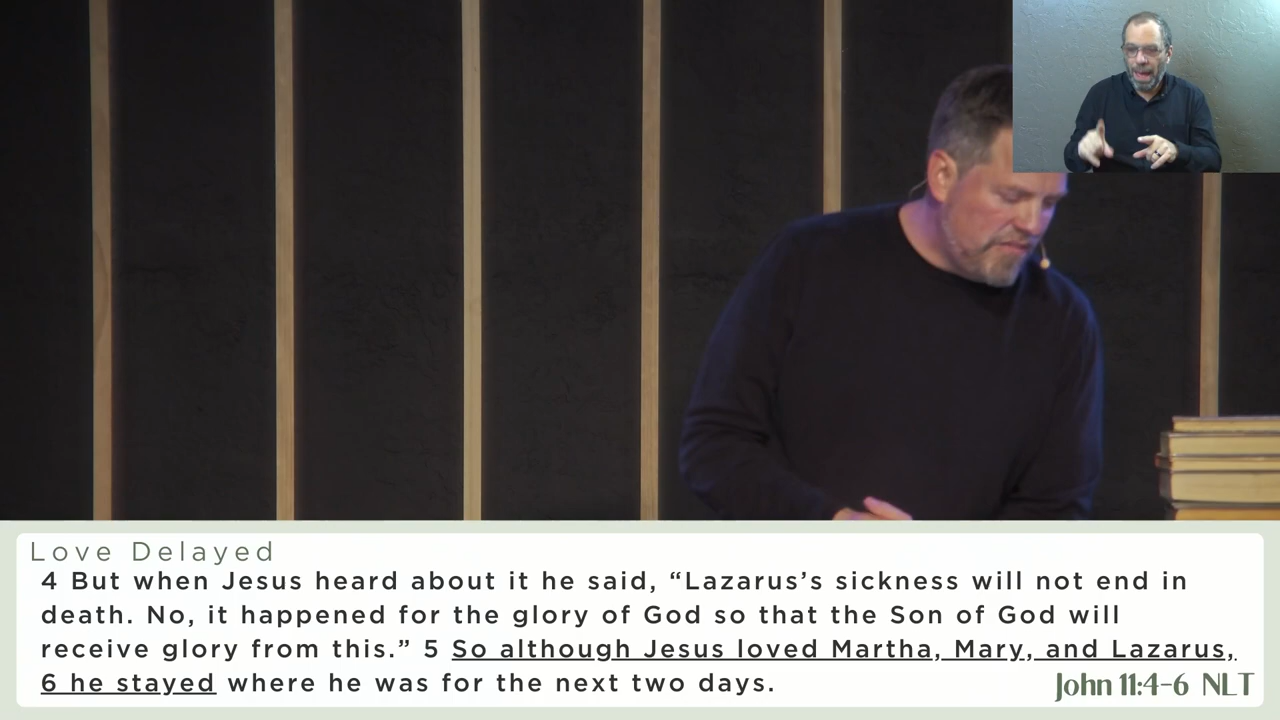 Love Delayed
4 But when Jesus heard about it he said, “Lazarus’s sickness will not end in
death. No, it happened for the glory of God so that the Son of God will
receive glory from this.” 5 So although Jesus loved Martha, Mary, and Lazarus,
6 he stayed where he was for the next two days.
John 11:4-6 NLT